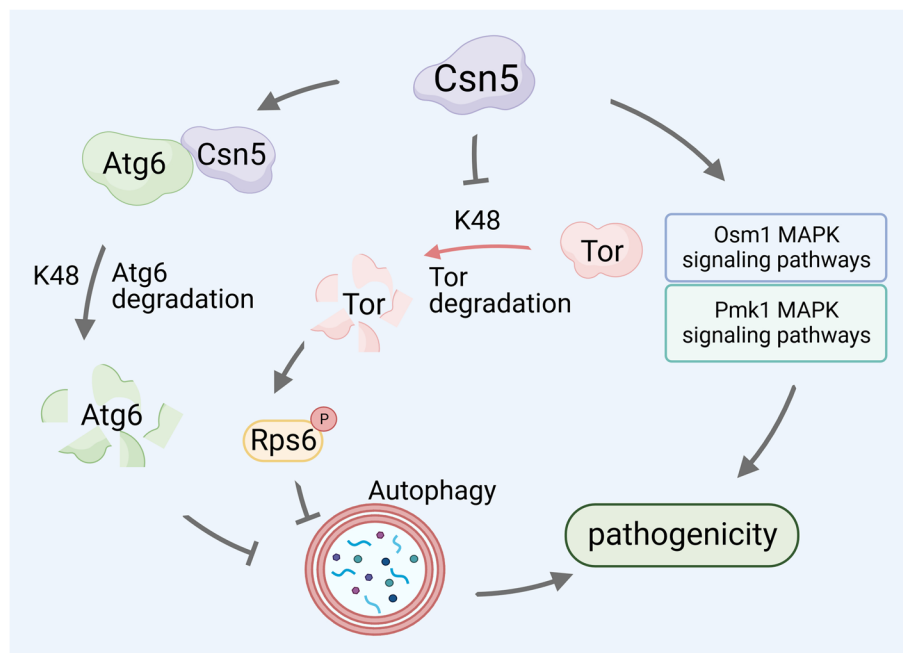 Csn5
Atg6
Csn5
K48
Tor
Osm1 MAPK
signaling pathways
K48
Atg6
degradation
Tor
Tor
degradation
Pmk1 MAPK
signaling pathways
Atg6
Rps6
P
Autophagy
pathogenicity